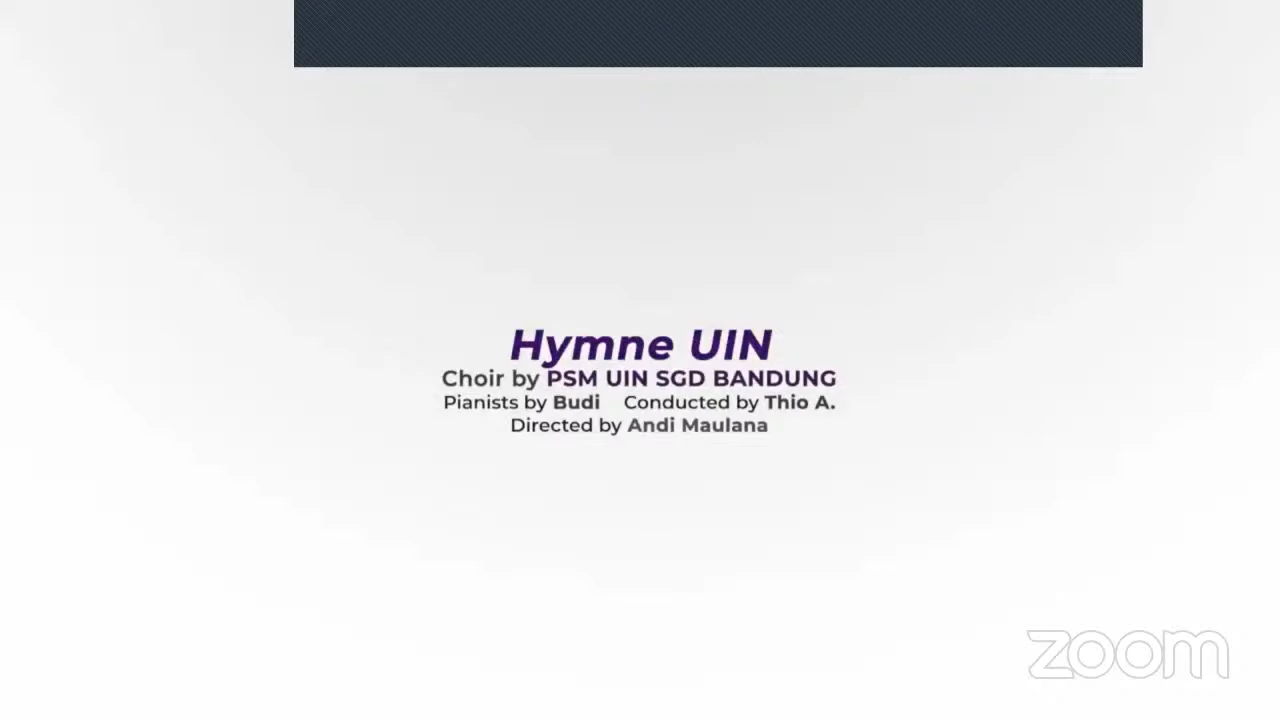 Hymne UIN
Choir by PSM UIN SGD BANDUNG
Pianists by Budi Conducted by Thio A.
Directed by Andi Maulana
zoom